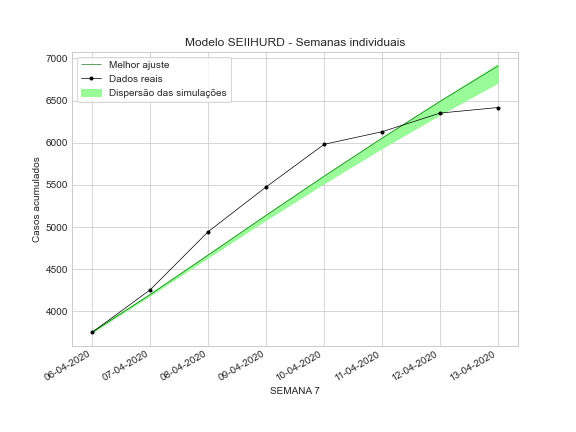 Modelo SEIIHURD - Semanas individuais
Melhor ajuste
Dados reais
Dispersão das simulações
Casos acumulados
7000
6500
6000
5500
5000
4500
4000
06-04-2020
07-04-2020
08-04-2020
09-04-2020
10-04-2020
11-04-2020
12-04-2020
13-04-2020
SEMANA 7